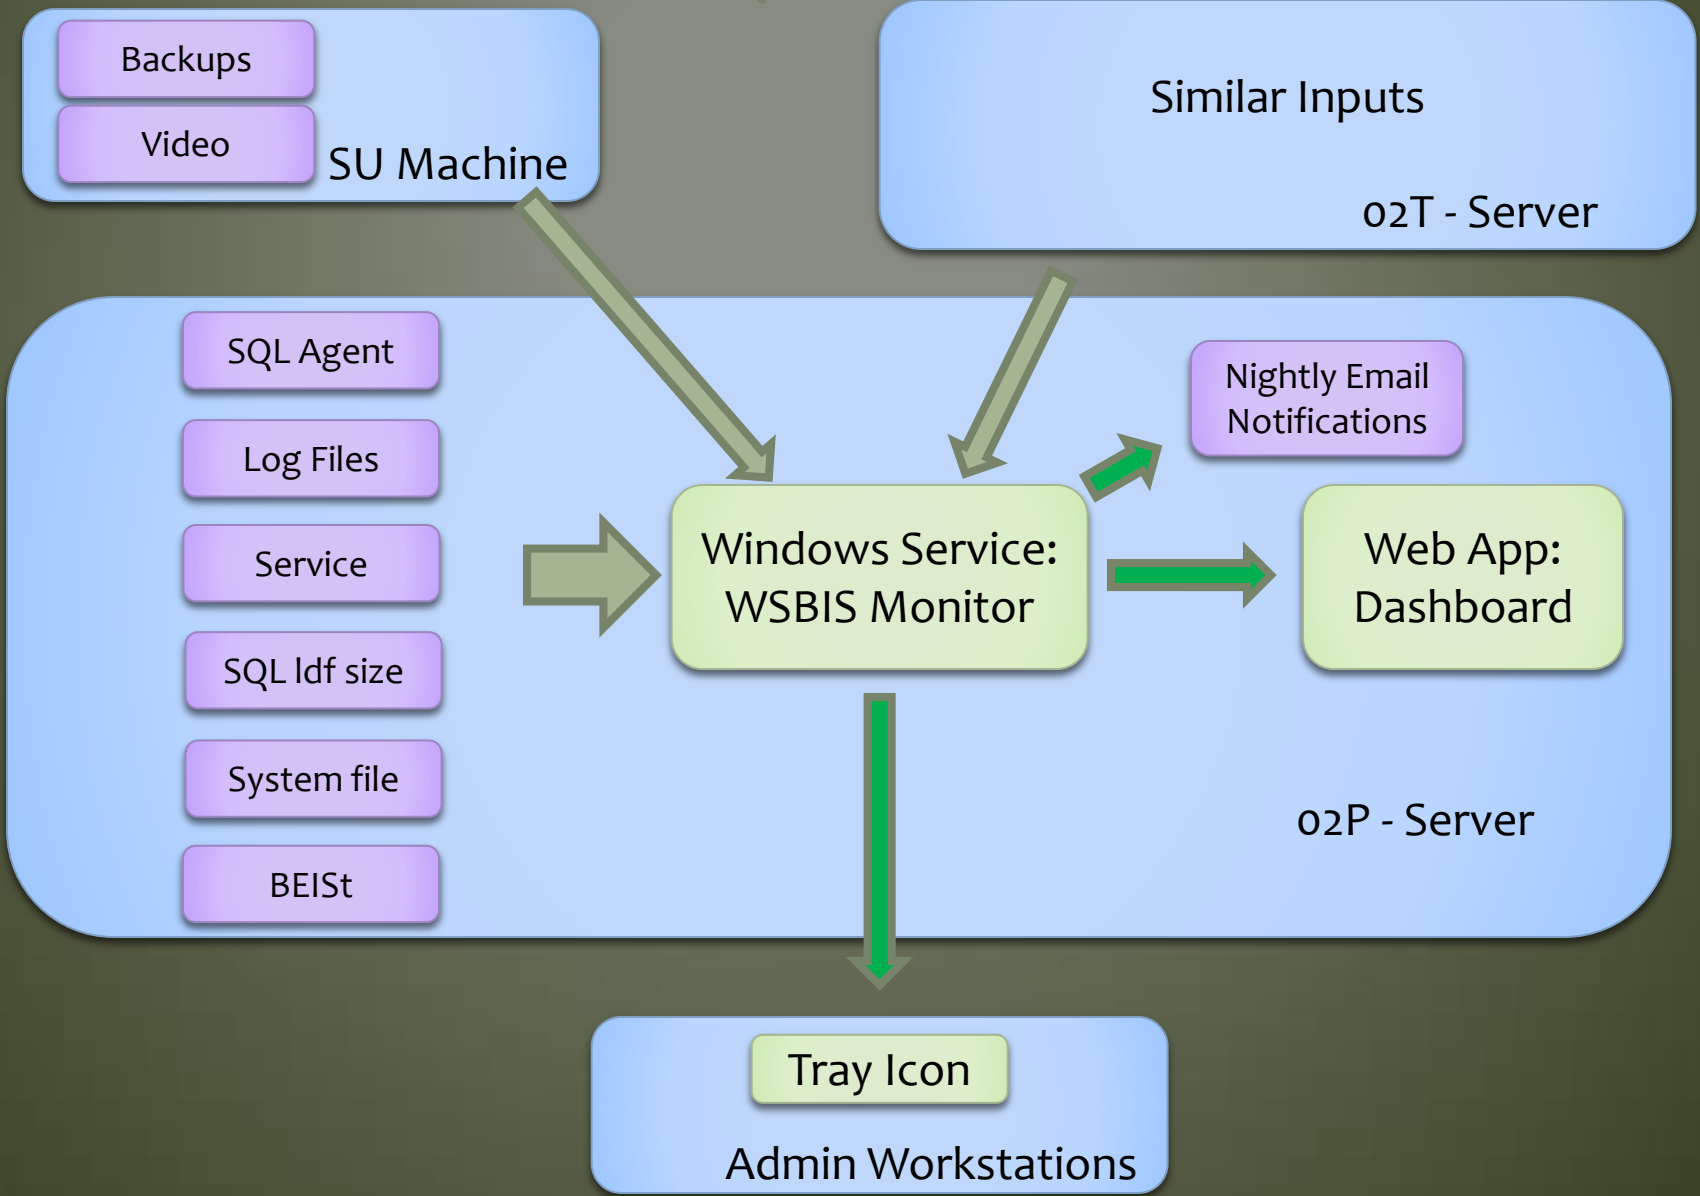 Backups
Video
SU Machine
Similar Inputs
02T - Server
SQL Agent
Log Files
Service
SQL ldf size
System file
BEISt
Nightly Email
Notifications
Windows Service:
WSBIS Monitor
Web App:
Dashboard
02P - Server
Tray Icon
Admin Workstations